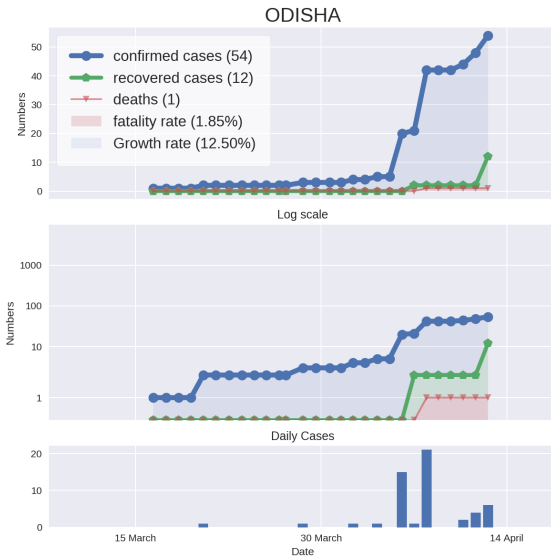 ODISHA
confirmed cases (54)
recovered cases (12)
deaths (1)
fatality rate (1.85%)
Growth rate (12.50%)
Numbers
50
40
30
20
10
0
Log scale
Numbers
1000
100
10
1
Daily Cases
20
10
0
15 March
30 March
14 April
Date